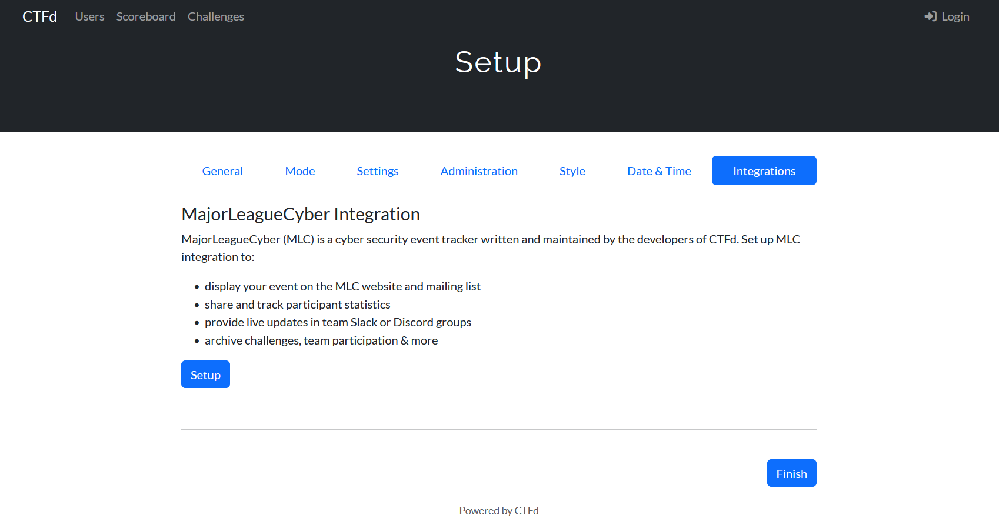 CTFd Users Scoreboard Challenges Login
Setup
General Mode Settings Administration Style Date & Time Integrations
MajorLeagueCyber Integration
MajorLeagueCyber (MLC) is a cyber security event tracker written and maintained by the developers of CTFd. Set up MLC
integration to:
• display your event on the MLC website and mailing list
• share and track participant statistics
• provide live updates in team Slack or Discord groups
• archive challenges, team participation & more
Setup
Finish
Powered by CTFd